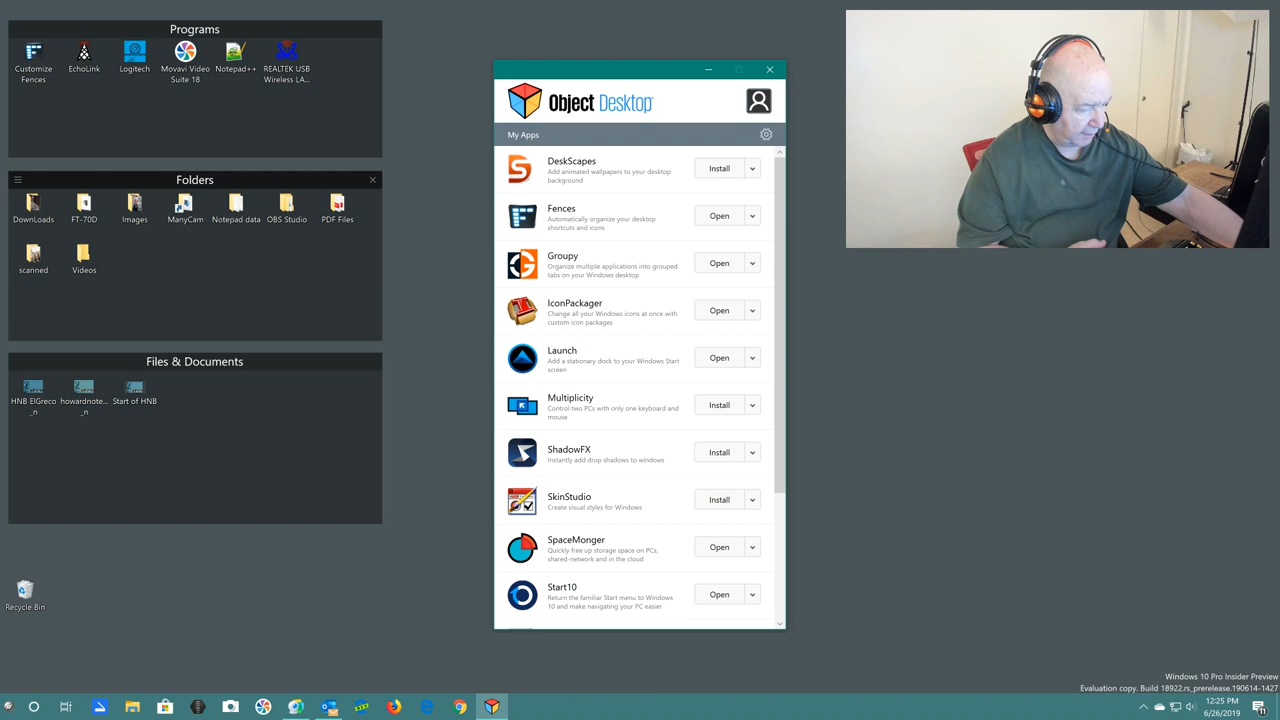 Programs
Customize
Fences
Logitech
Movavi Video
Suite 18
Notepad++
REALTEK USB
Wireless LA...
Folders
Downloads
FT-70D
Images
ManyCam
Notepad data
OBS Studio
PDF Files
Scanned
Videos
Files & Documents
HNB ElGreco
_n
howardnote...
_n
Start of HNB
Recycle Bin
Object Desktop
My Apps
DeskScapes
Add animated wallpapers to your desktop
background
Install
Fences
Automatically organize your desktop
shortcuts and icons
Open
Groupy
Organize multiple applications into grouped
tabs on your Windows desktop
Open
IconPackager
Change all your Windows icons at once with
custom icon packages
Open
Launch
Add a stationary dock to your Windows Start
screen
Open
Multiplicity
Control two PCs with only one keyboard and
mouse
Install
ShadowFX
Instantly add drop shadows to windows
Install
SkinStudio
Create visual styles for Windows
Install
SpaceMonger
Quickly free up storage space on PCs,
shared-network and in the cloud
Open
Start10
Return the familiar Start menu to Windows
10 and make navigating your PC easier
Open
Windows 10 Pro Insider Preview
Evaluation copy. Build 18922.rs_prerelease.190614-1427
12:25 PM
6/26/2019
11